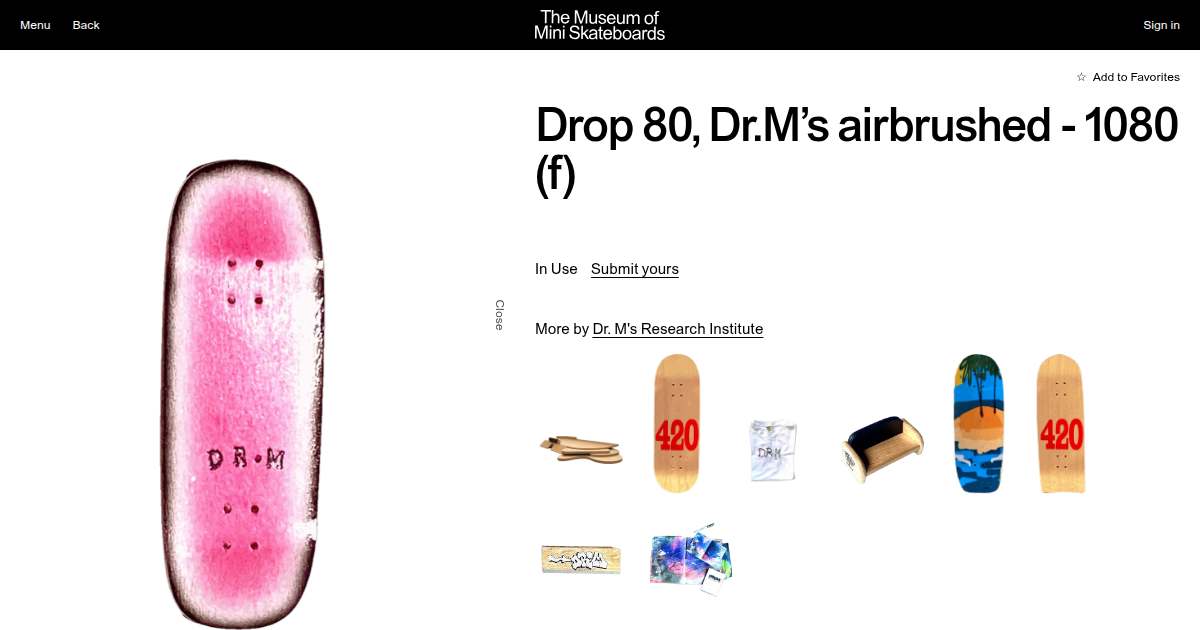 Menu
Back
The Museum of
Mini Skateboards
Sign in
☆ Add to Favorites
Drop 80, Dr.M’s airbrushed - 1080
(f)
In Use
Submit yours
Close
More by Dr. M's Research Institute
DR•M
420
DRM
420